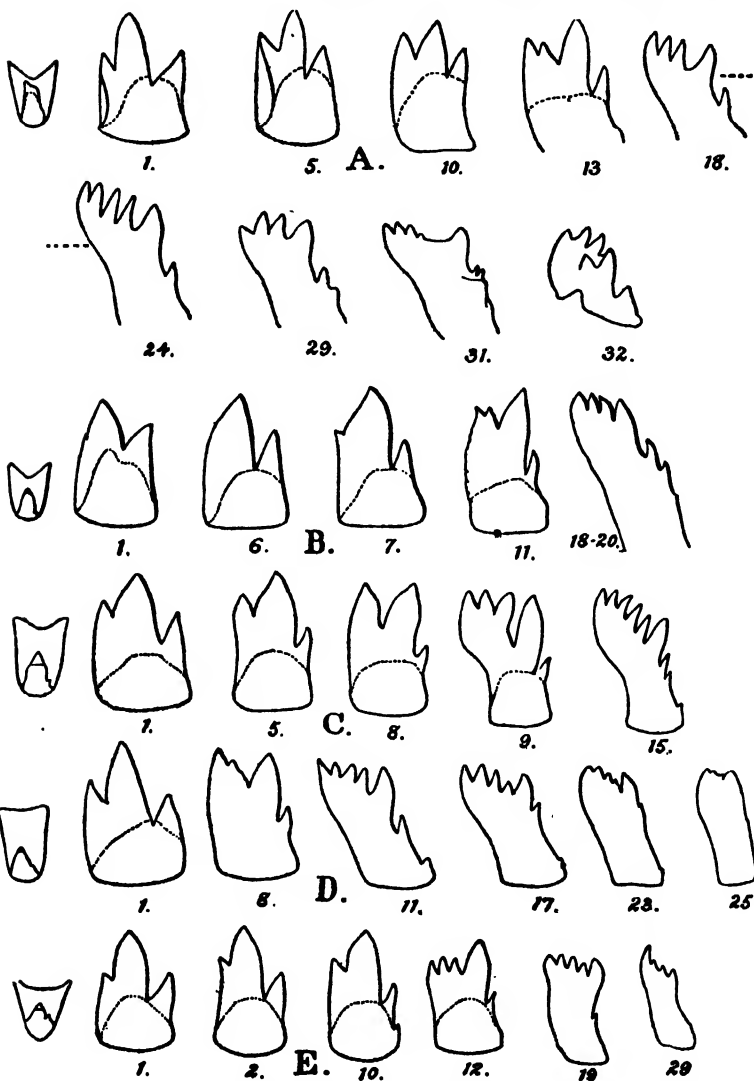 1. 5. A. 10. 13 18.
24. 29. 31. 32.
1. 6. B. 7. 11. 18-20.
1. 5. C. 8. 9. 15.
1. 8. D. 11. 17. 23. 25
1. 2. E. 10. 12. 19 29